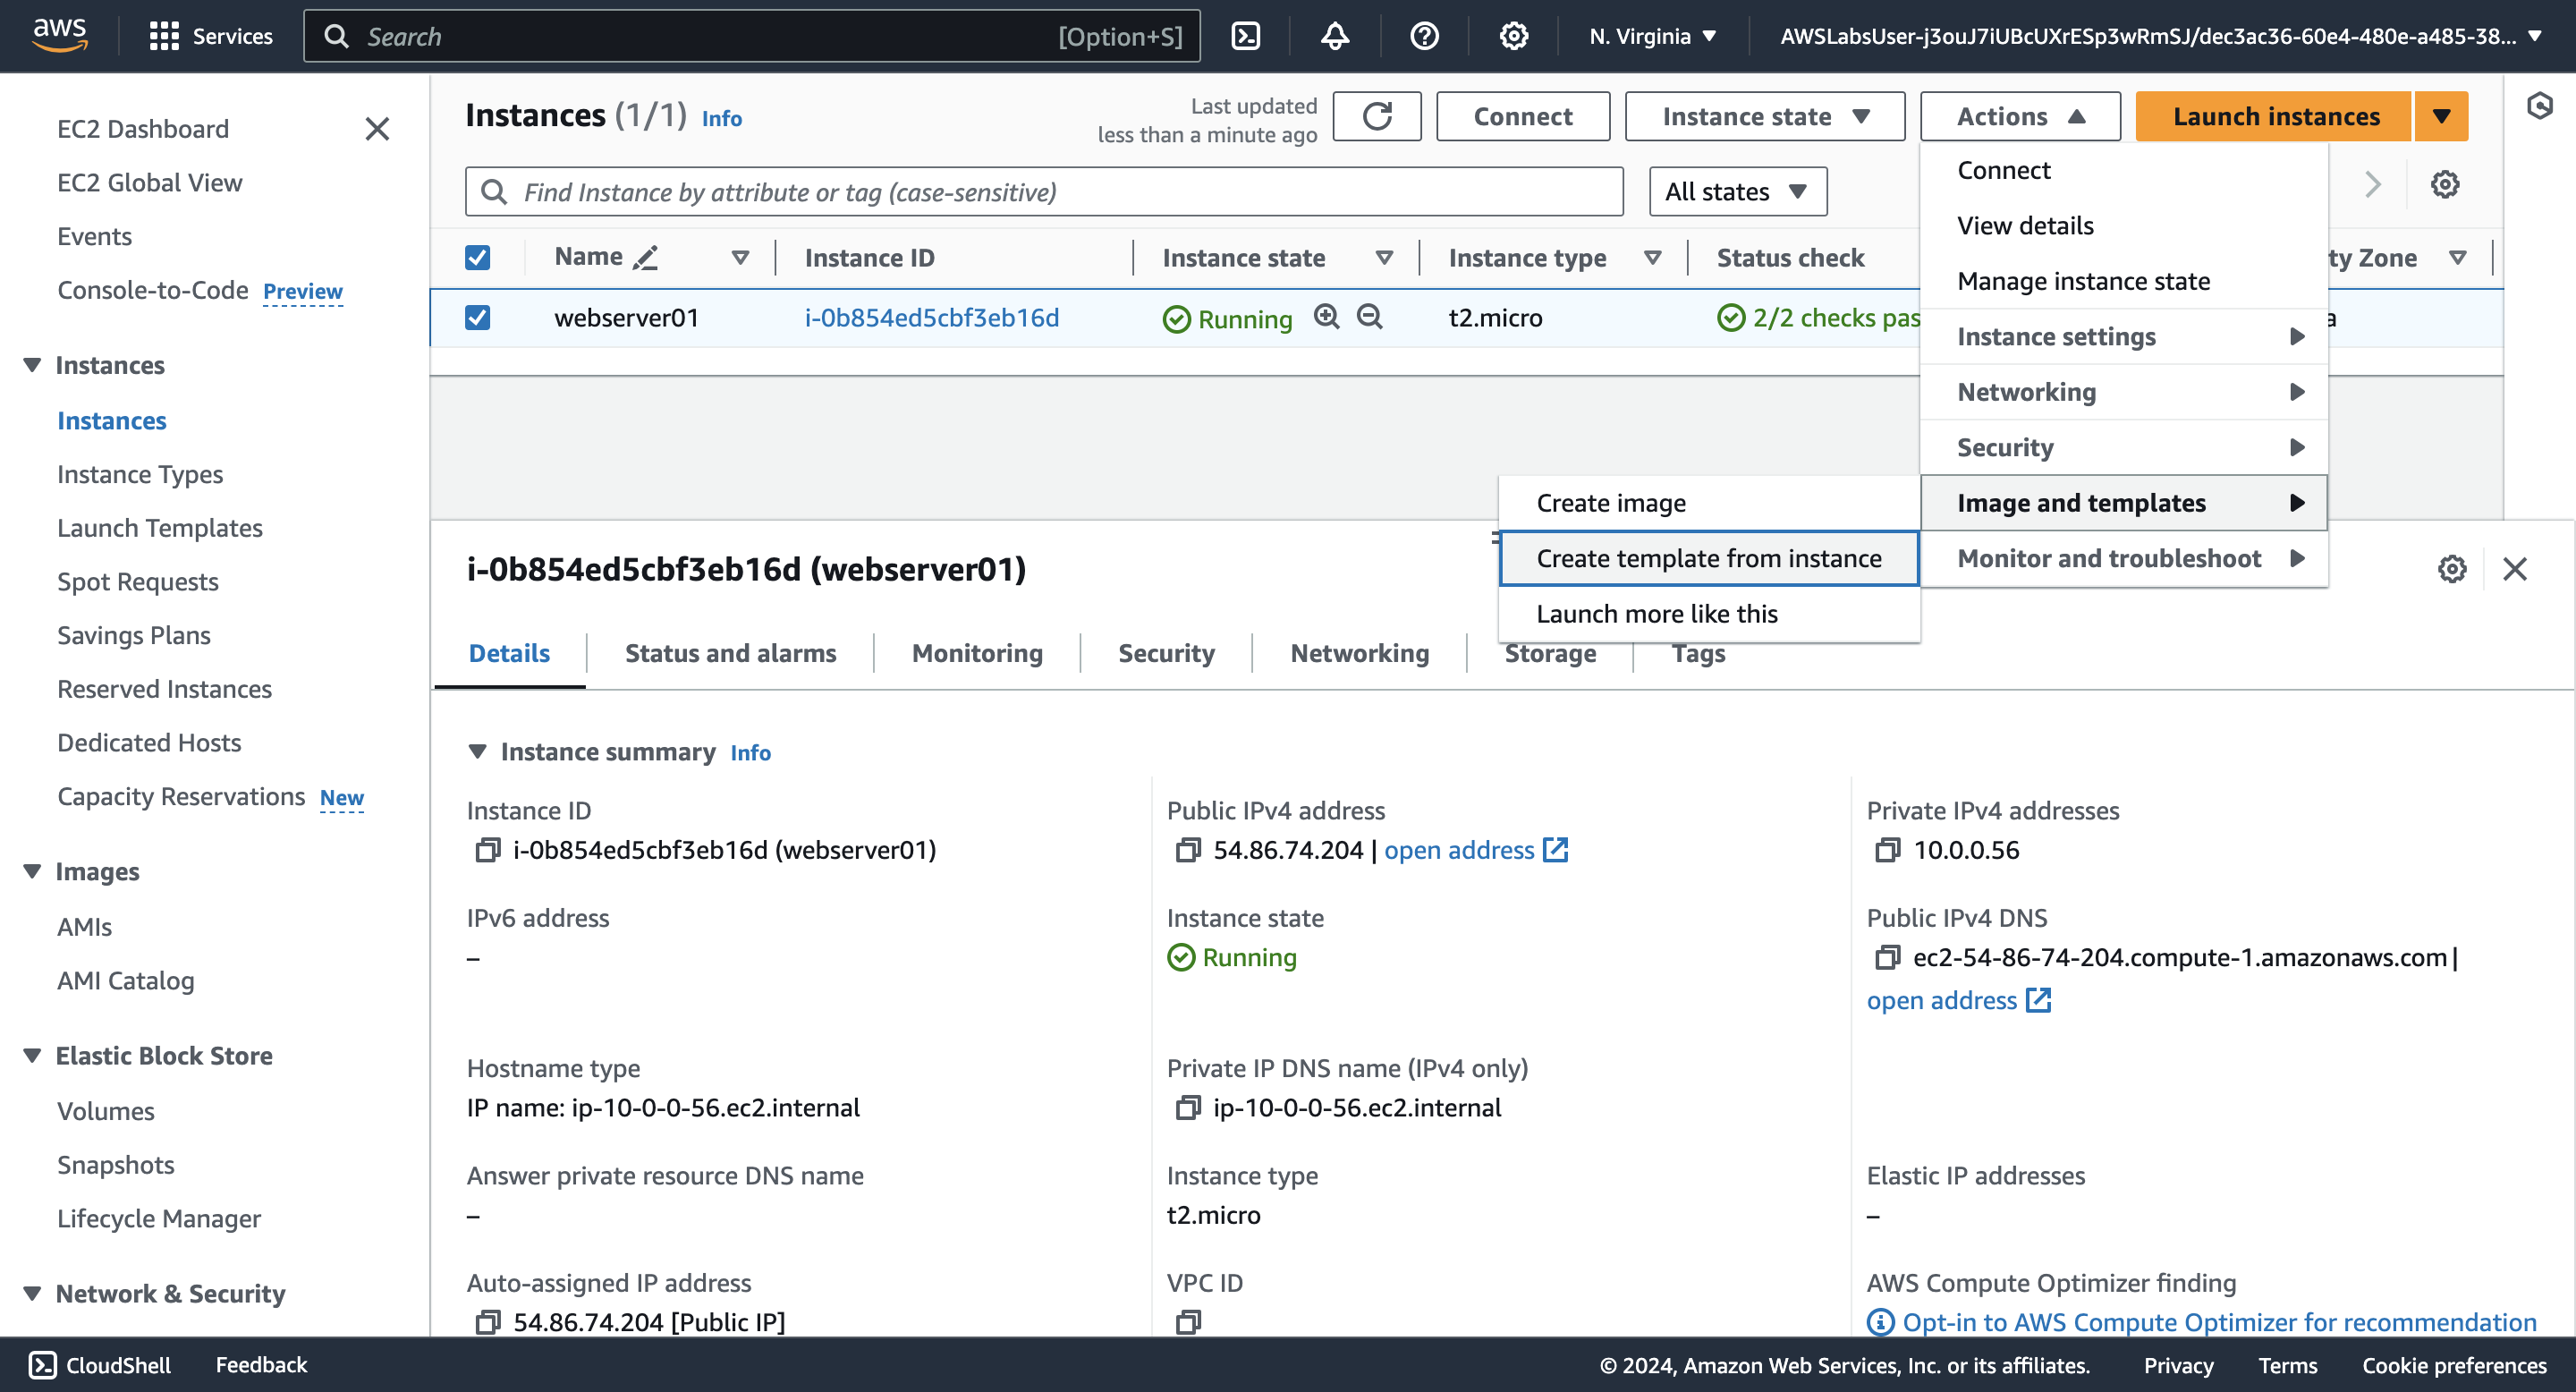 aws
Services
Search
[Option+S]
N. Virginia
AWSLabsUser-j3ouJ7iUBcUXrESp3wRmSJ/dec3ac36-60e4-480e-a485-38...
EC2 Dashboard
EC2 Global View
Events
Console-to-Code Preview
Instances
Instances
Instance Types
Launch Templates
Spot Requests
Savings Plans
Reserved Instances
Dedicated Hosts
Capacity Reservations New
Images
AMIs
AMI Catalog
Elastic Block Store
Volumes
Snapshots
Lifecycle Manager
Network & Security
Instances (1/1) Info
Last updated
less than a minute ago
Connect
Instance state
Actions
Launch instances
Find Instance by attribute or tag (case-sensitive)
All states
Name
Instance ID
Instance state
Instance type
Status check
ty Zone
webserver01
i-0b854ed5cbf3eb16d
Running
t2.micro
2/2 checks pas
a
Connect
View details
Manage instance state
Instance settings
Networking
Security
Image and templates
Monitor and troubleshoot
Create image
Create template from instance
Launch more like this
i-0b854ed5cbf3eb16d (webserver01)
Details
Status and alarms
Monitoring
Security
Networking
Storage
Tags
Instance summary Info
Instance ID
i-0b854ed5cbf3eb16d (webserver01)
Public IPv4 address
54.86.74.204 | open address
Private IPv4 addresses
10.0.0.56
IPv6 address
–
Instance state
Running
Public IPv4 DNS
ec2-54-86-74-204.compute-1.amazonaws.com |
open address
Hostname type
IP name: ip-10-0-0-56.ec2.internal
Private IP DNS name (IPv4 only)
ip-10-0-0-56.ec2.internal
Answer private resource DNS name
–
Instance type
t2.micro
Elastic IP addresses
–
Auto-assigned IP address
54.86.74.204 [Public IP]
VPC ID
AWS Compute Optimizer finding
Opt-in to AWS Compute Optimizer for recommendation
CloudShell
Feedback
© 2024, Amazon Web Services, Inc. or its affiliates.
Privacy
Terms
Cookie preferences